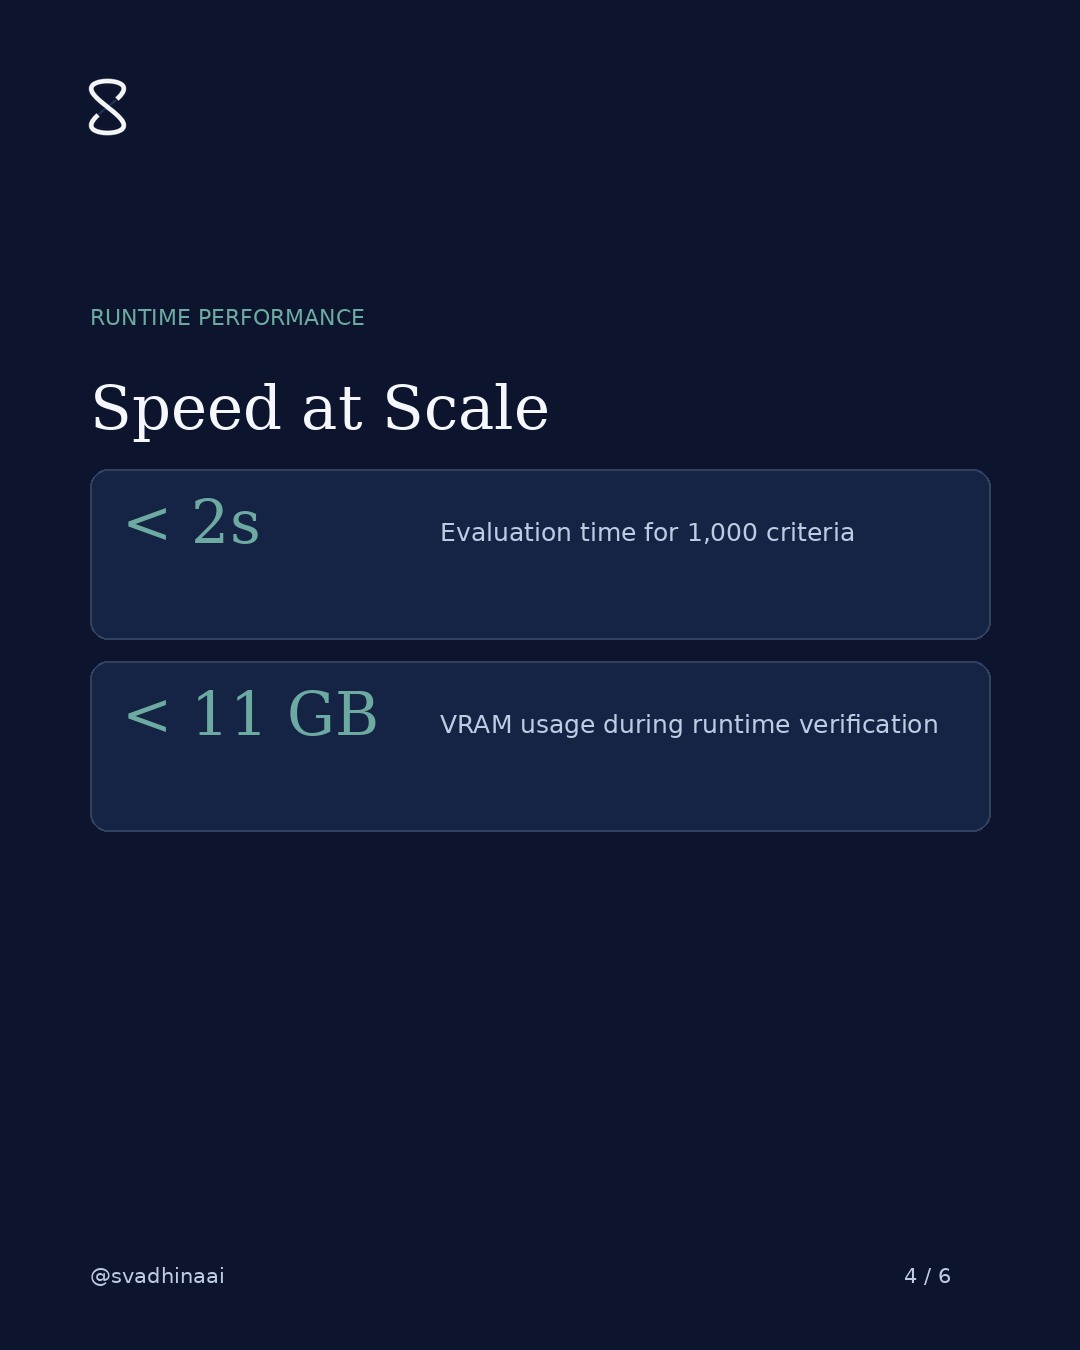 RUNTIME PERFORMANCE
Speed at Scale
< 2s Evaluation time for 1,000 criteria
< 11 GB VRAM usage during runtime verification
@svadhinaai 4 / 6